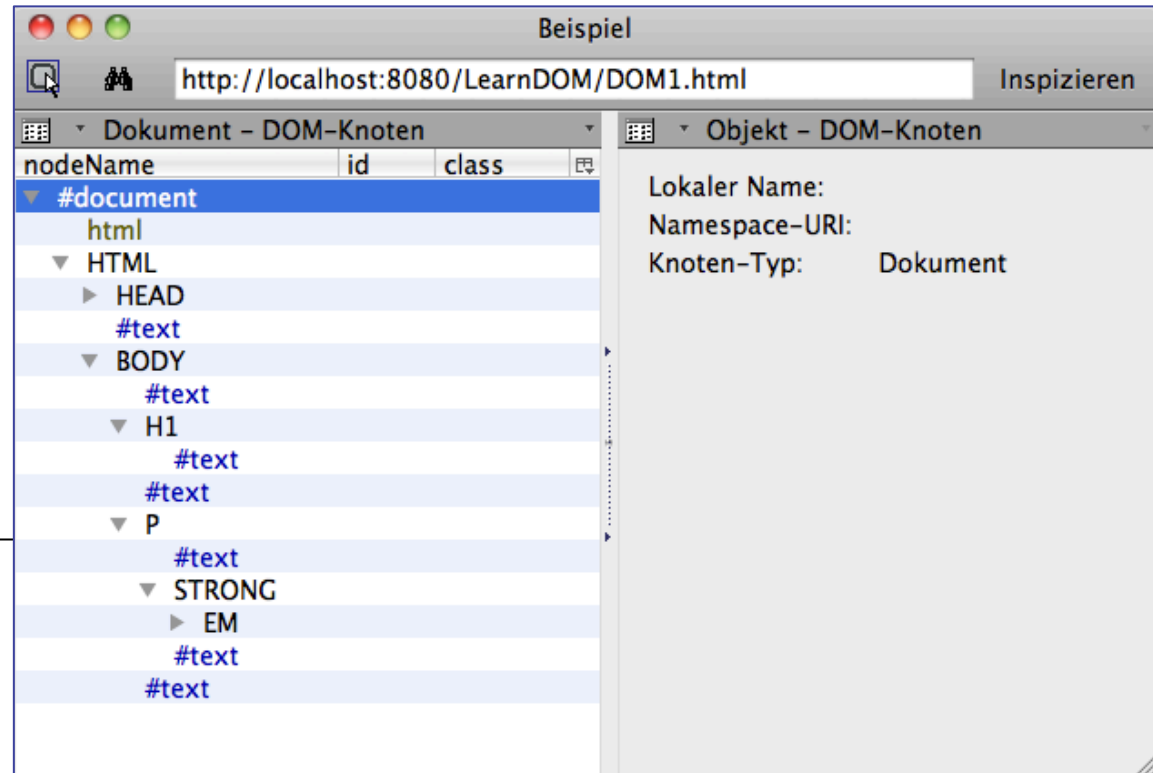 Beispiel
http://localhost:8080/LearnDOM/DOM1.html
Inspizieren
Dokument – DOM-Knoten
nodeName id class
#document
html
HTML
HEAD
#text
BODY
#text
H1
#text
#text
P
#text
STRONG
EM
#text
#text
Objekt – DOM-Knoten
Lokaler Name:
Namespace-URI:
Knoten-Typ: Dokument